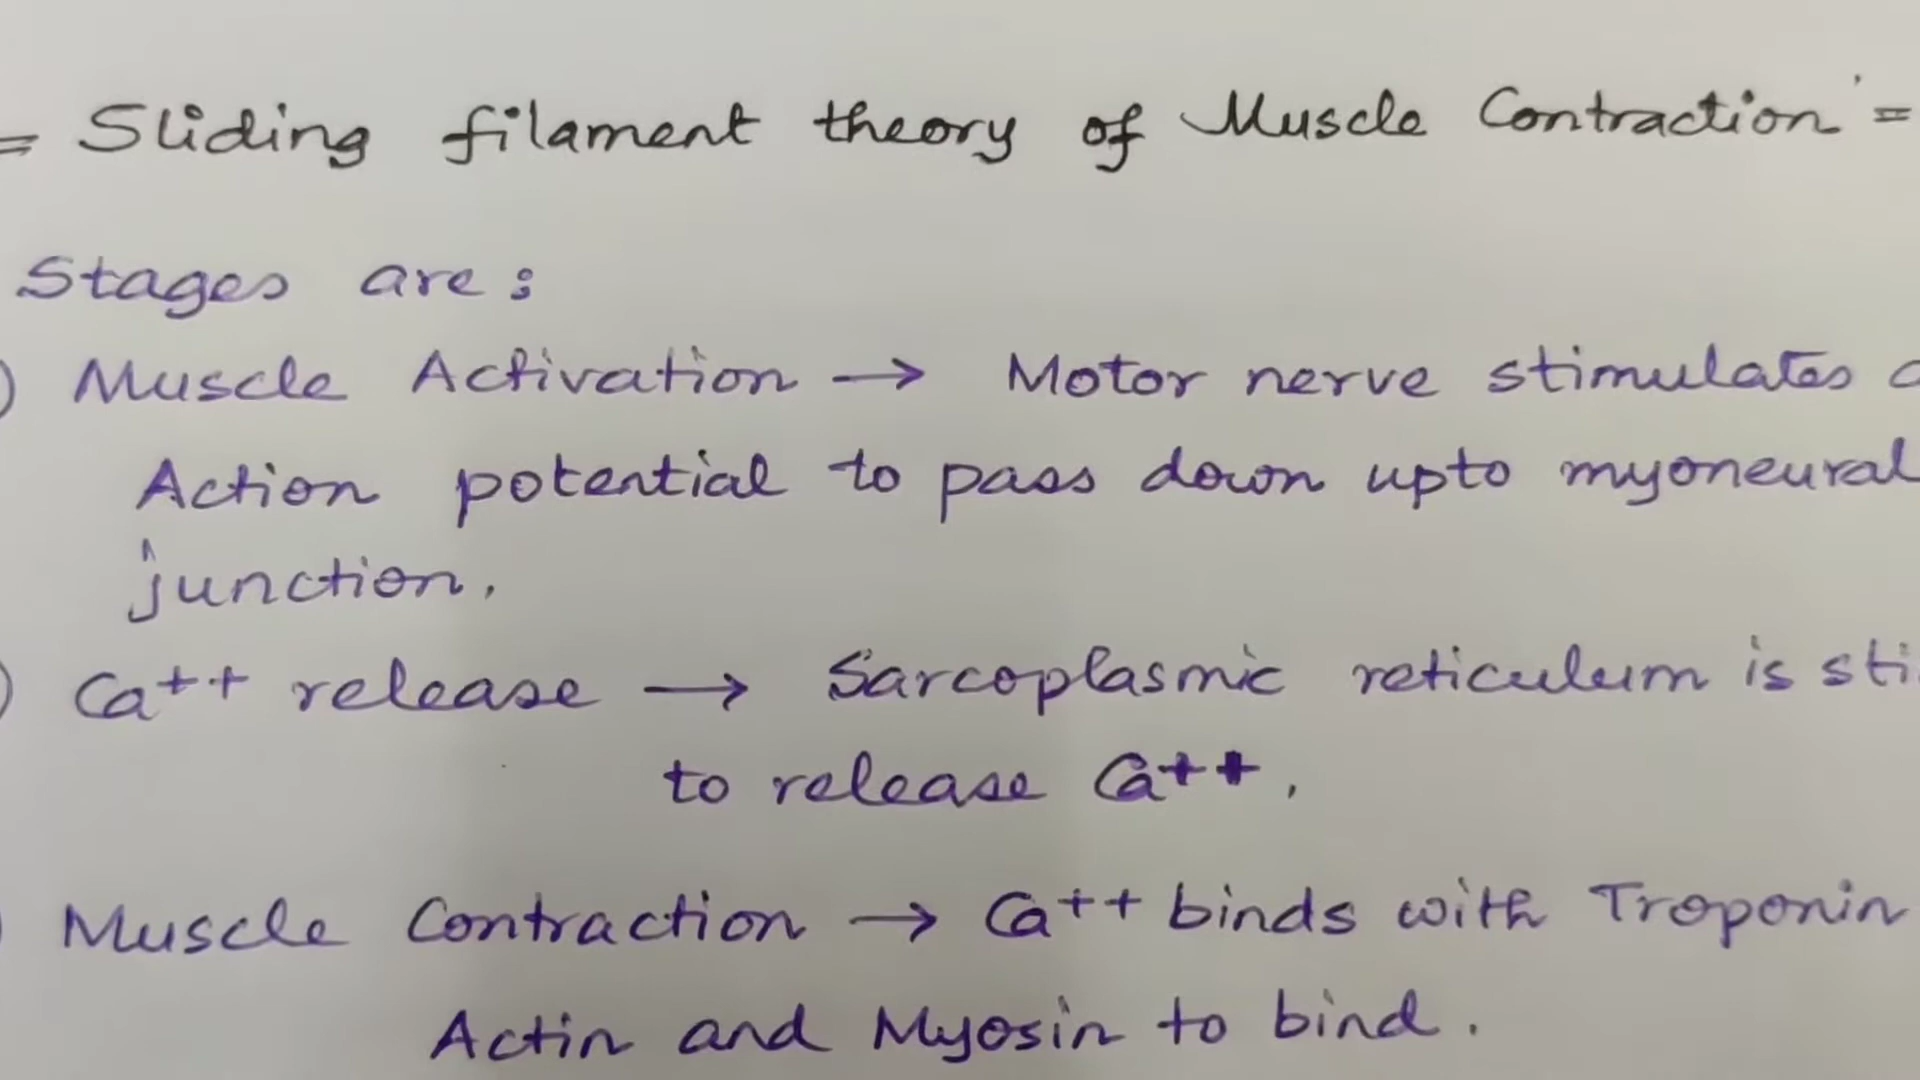 = Sliding filament theory of Muscle Contraction =
Stages are:
) Muscle Activation → Motor nerve stimulates
Action potential to pass down upto myoneural
junction.
) Ca++ release → Sarcoplasmic reticulum is
to release Ca++.
Muscle Contraction → Ca++ binds with Troponin
Actin and Myosin to bind.